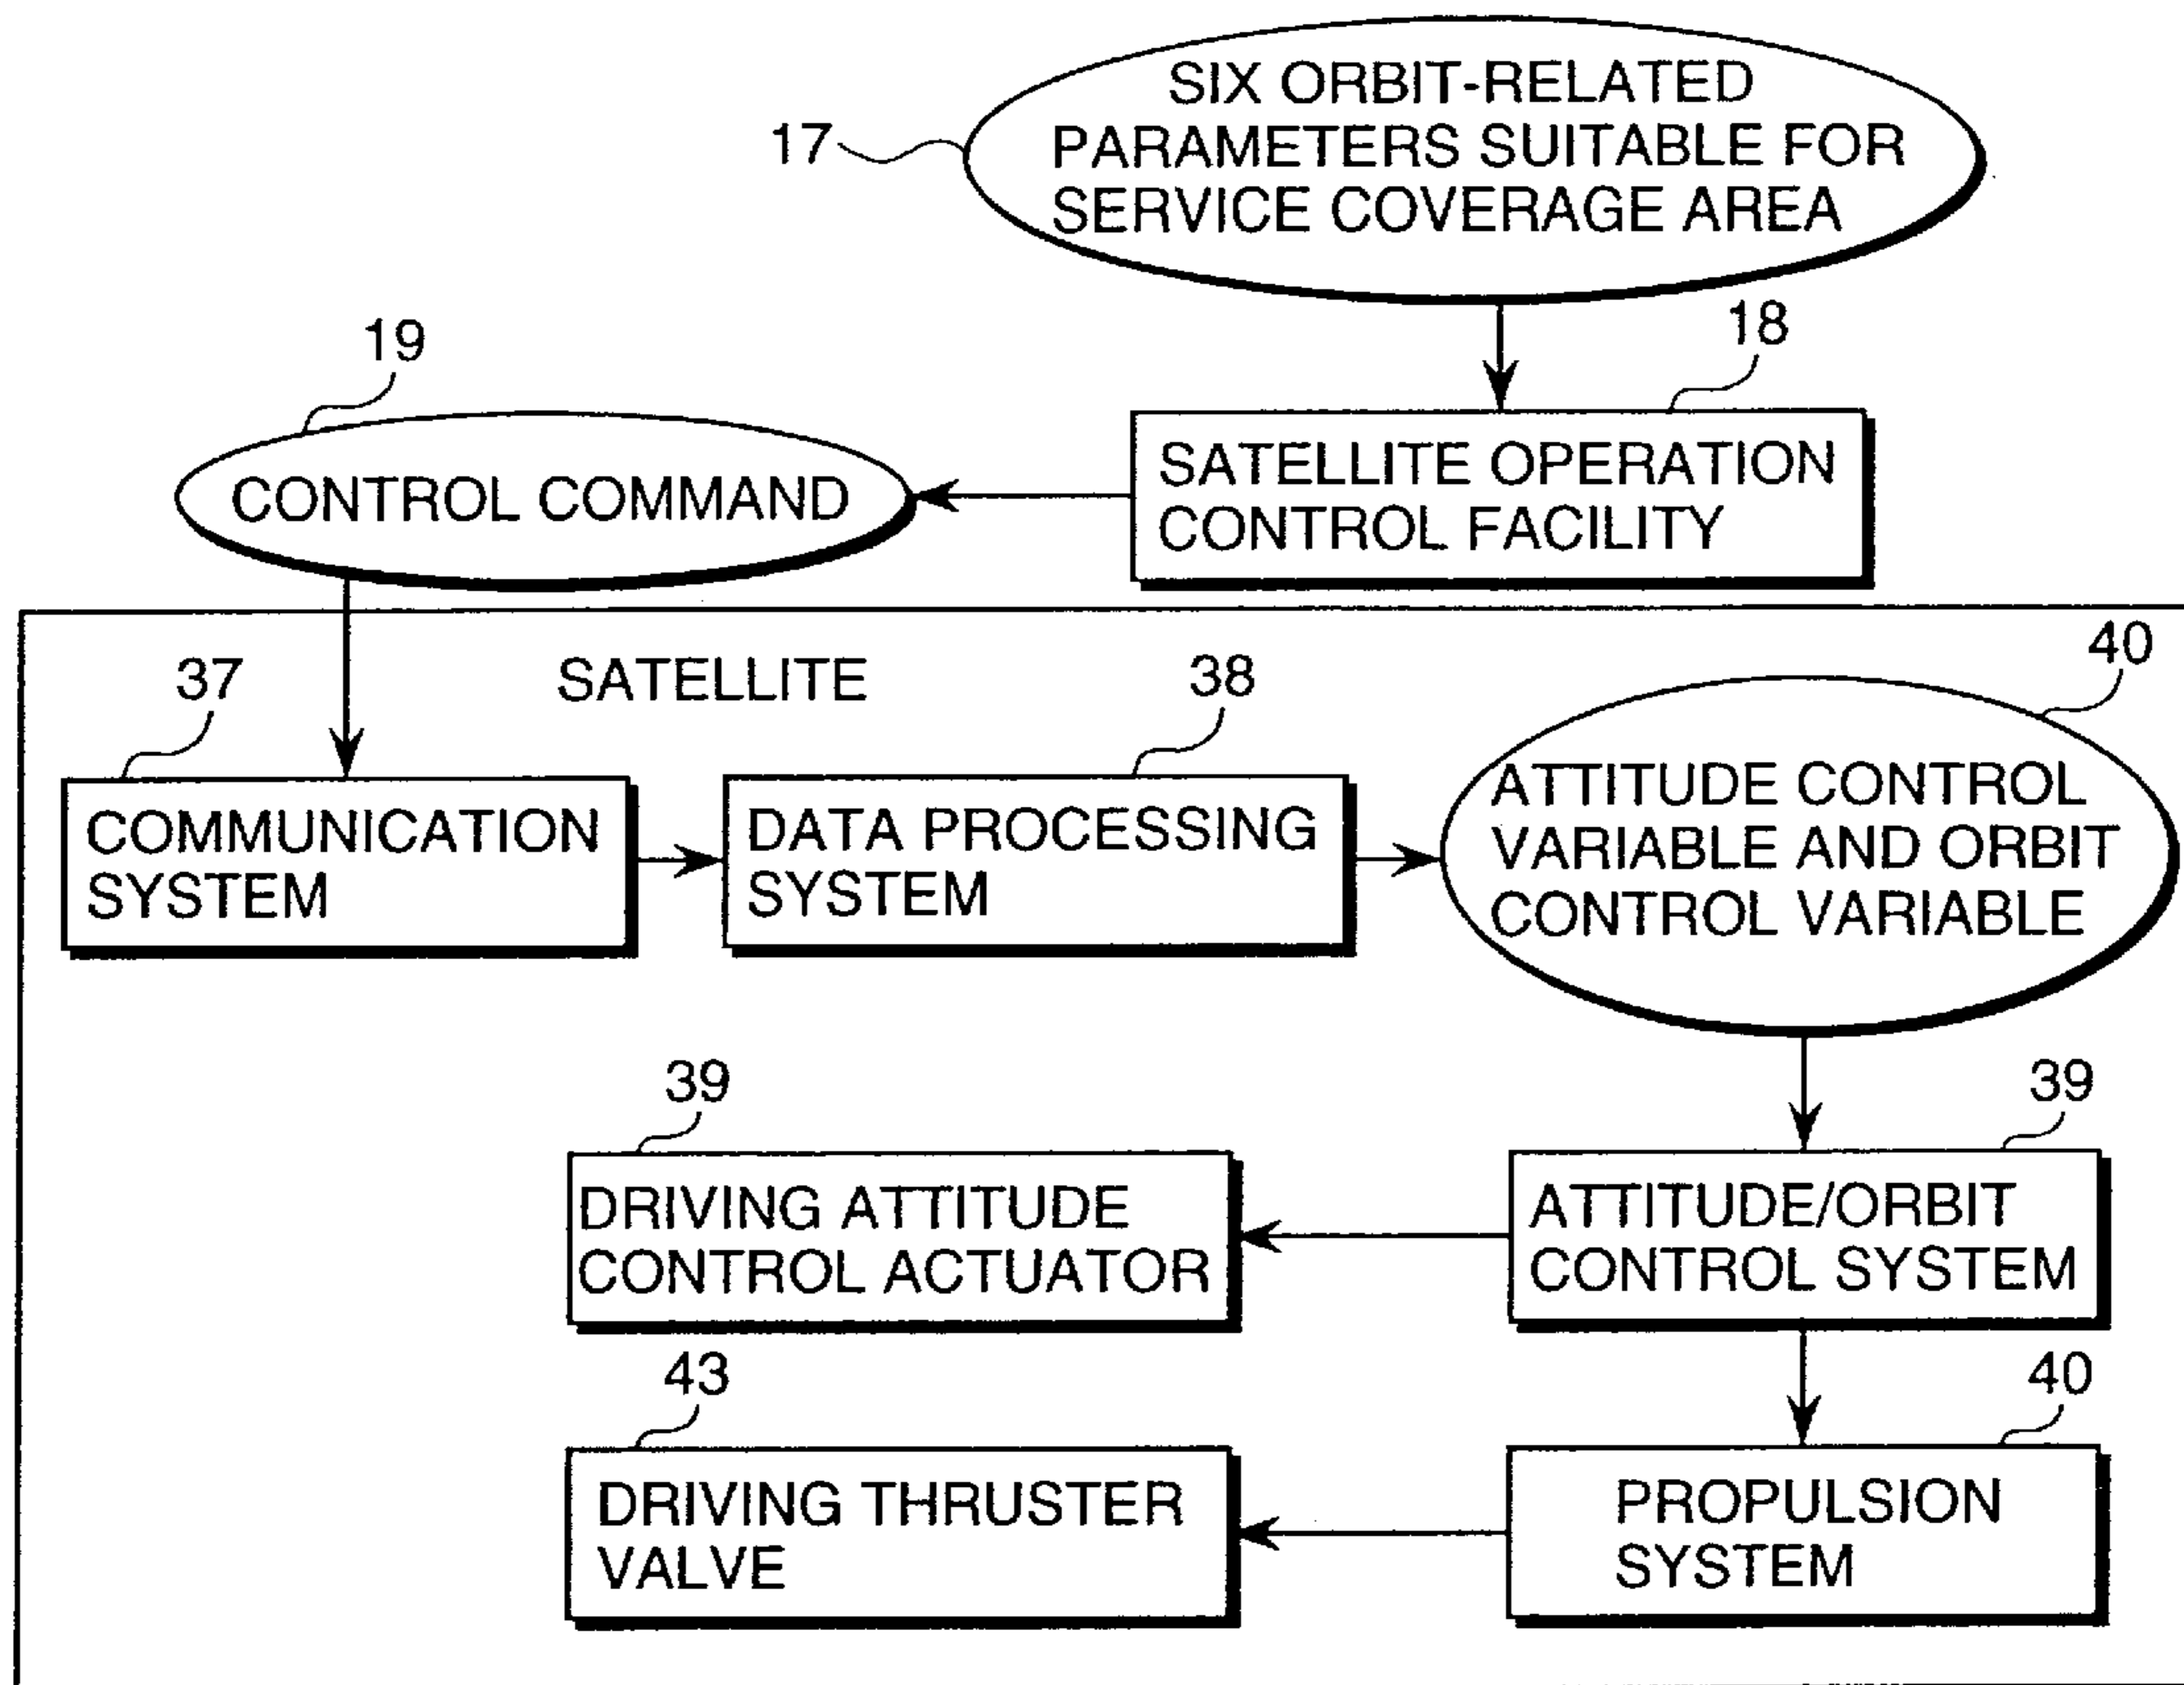 17
SIX ORBIT-RELATED
PARAMETERS SUITABLE FOR
SERVICE COVERAGE AREA
18
SATELLITE OPERATION
CONTROL FACILITY
19
CONTROL COMMAND
SATELLITE
37
COMMUNICATION
SYSTEM
38
DATA PROCESSING
SYSTEM
40
ATTITUDE CONTROL
VARIABLE AND ORBIT
CONTROL VARIABLE
39
DRIVING ATTITUDE
CONTROL ACTUATOR
39
ATTITUDE/ORBIT
CONTROL SYSTEM
43
DRIVING THRUSTER
VALVE
40
PROPULSION
SYSTEM